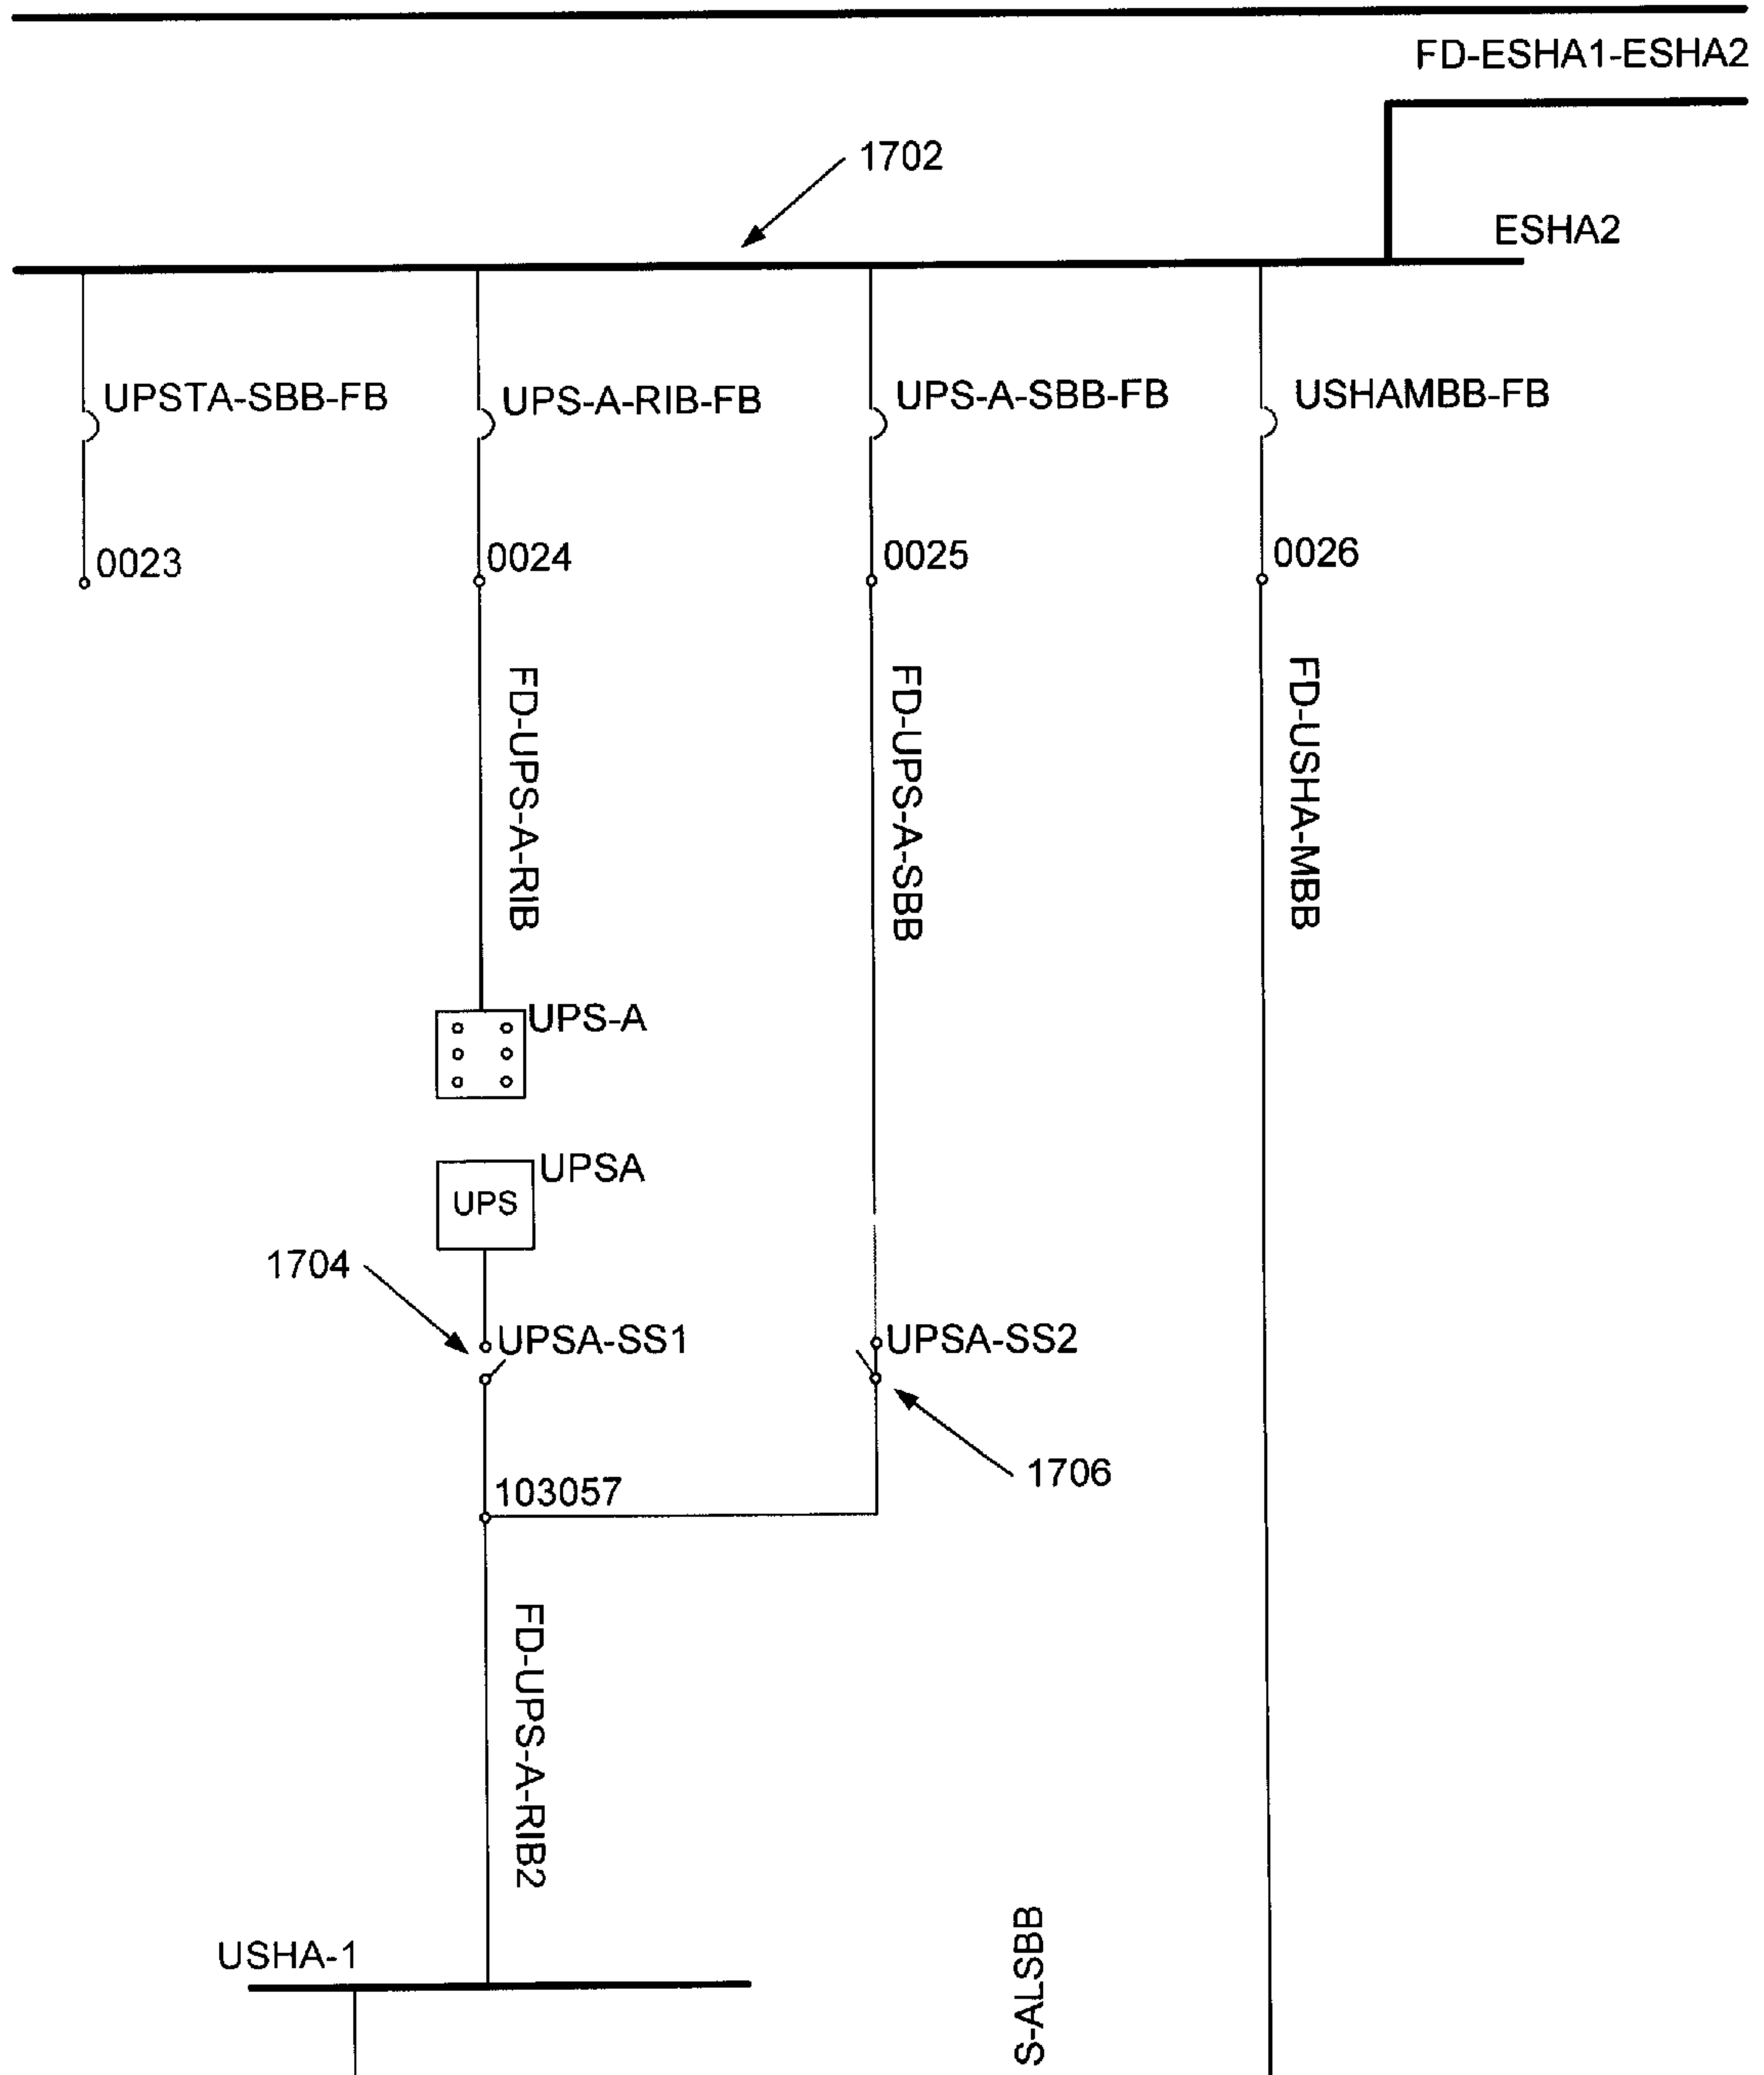 FD-ESHA1-ESHA2
1702
ESHA2
UPSTA-SBB-FB
UPS-A-RIB-FB
UPS-A-SBB-FB
USHAMBB-FB
0023
0024
0025
0026
FD-UPS-A-RIB
FD-UPS-A-SBB
FD-USHA-MBB
UPS-A
UPSA
UPS
1704
UPSA-SS1
UPSA-SS2
1706
103057
FD-UPS-A-RIB2
USHA-1
S-ALSBB